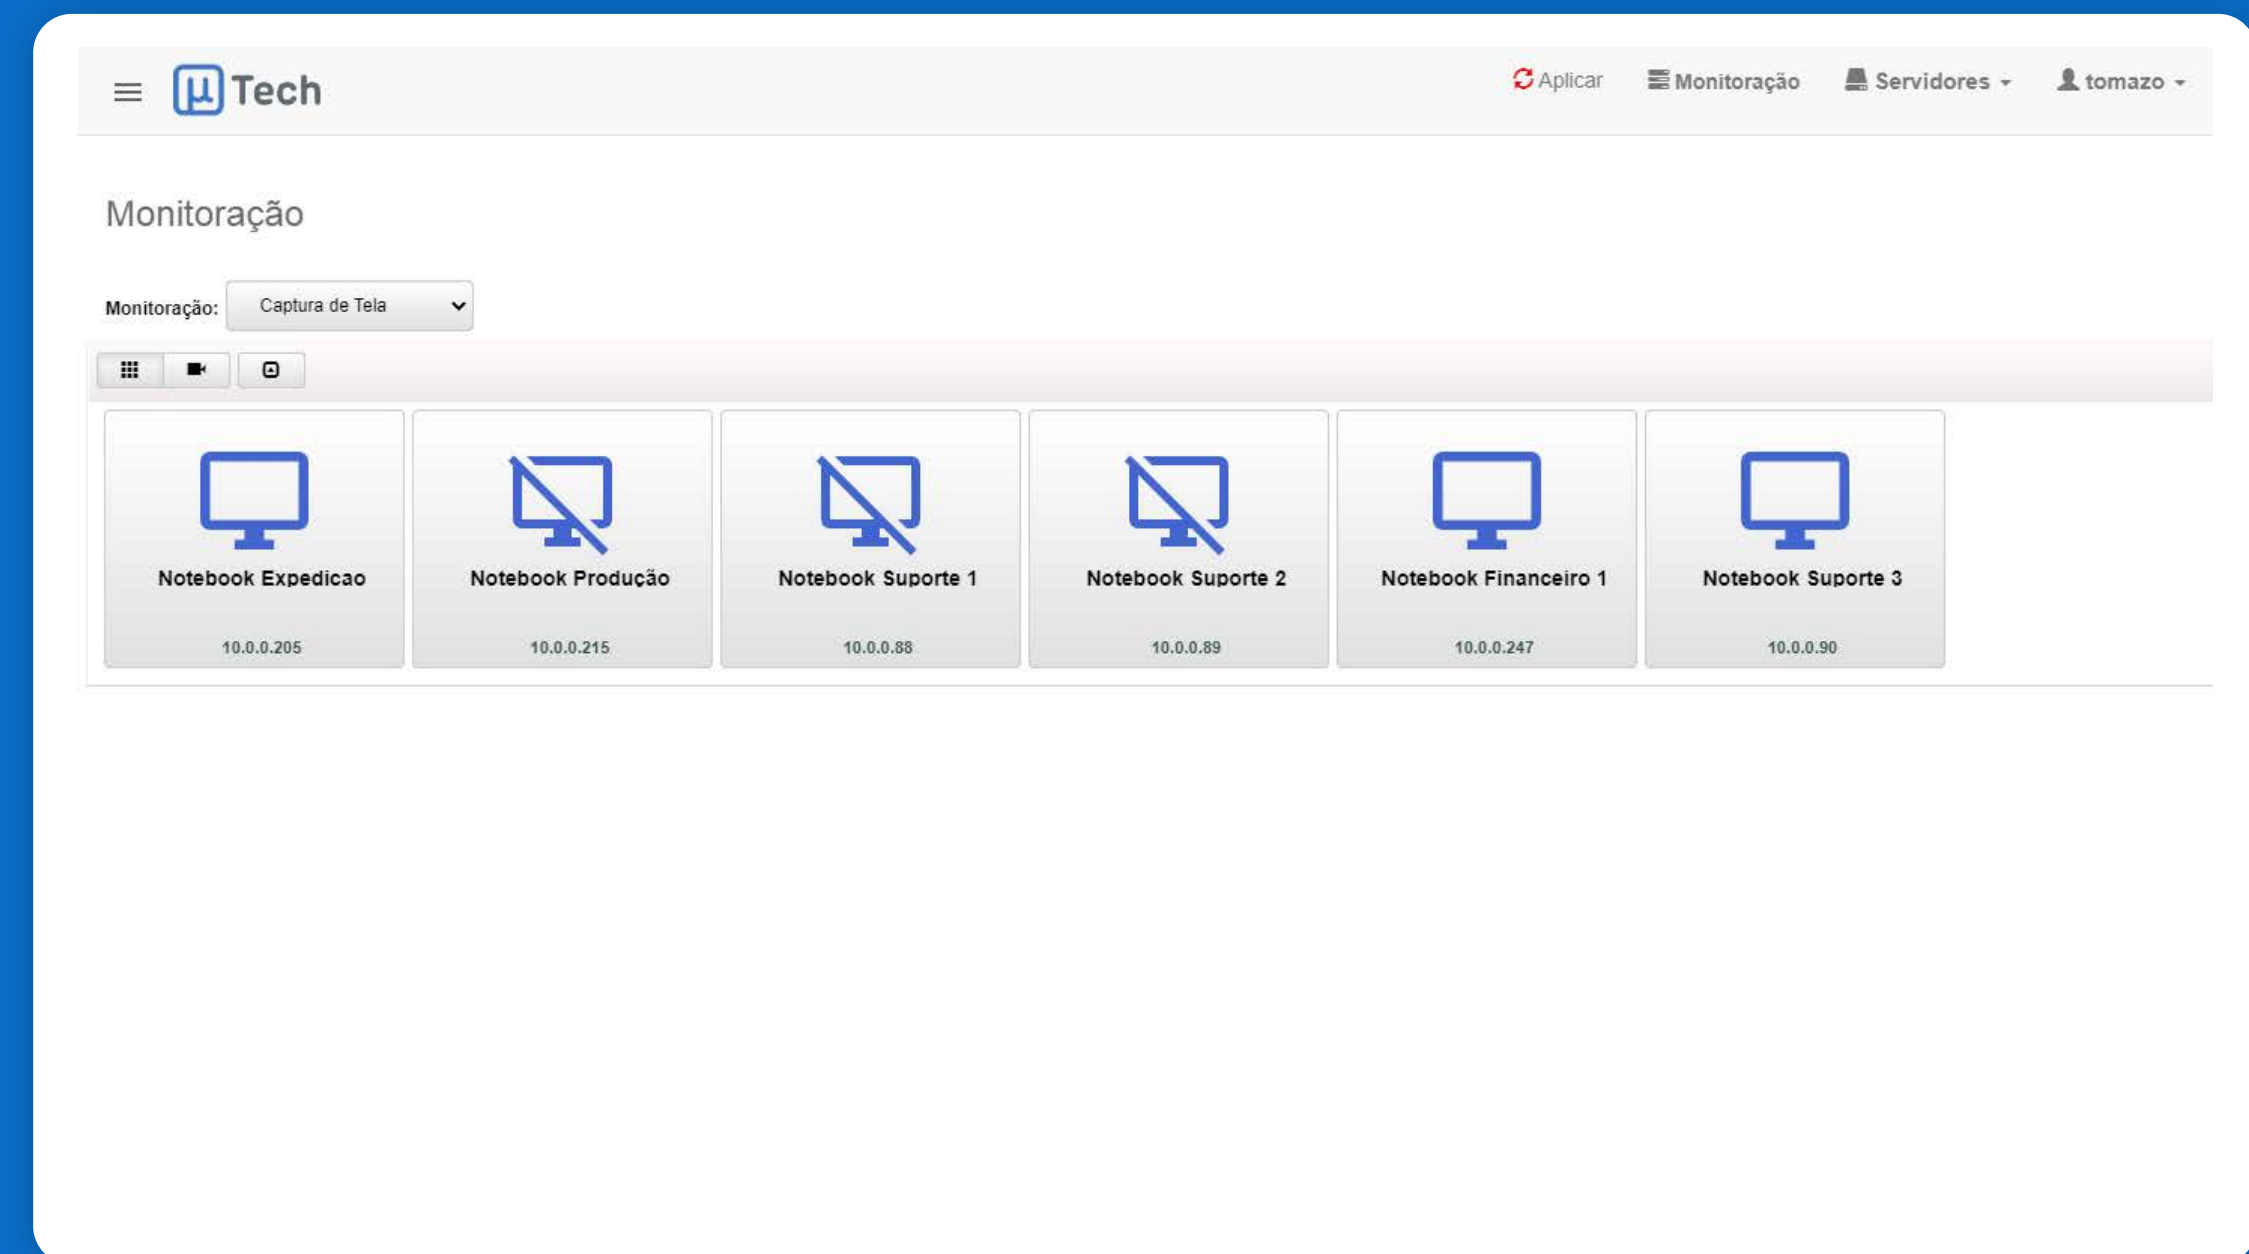 µ Tech
Aplicar Monitoração Servidores tomazo
Monitoração
Monitoração: Captura de Tela
Notebook Expedicao Notebook Produção Notebook Suporte 1 Notebook Suporte 2 Notebook Financeiro 1 Notebook Suporte 3
10.0.0.205 10.0.0.215 10.0.0.88 10.0.0.89 10.0.0.247 10.0.0.90